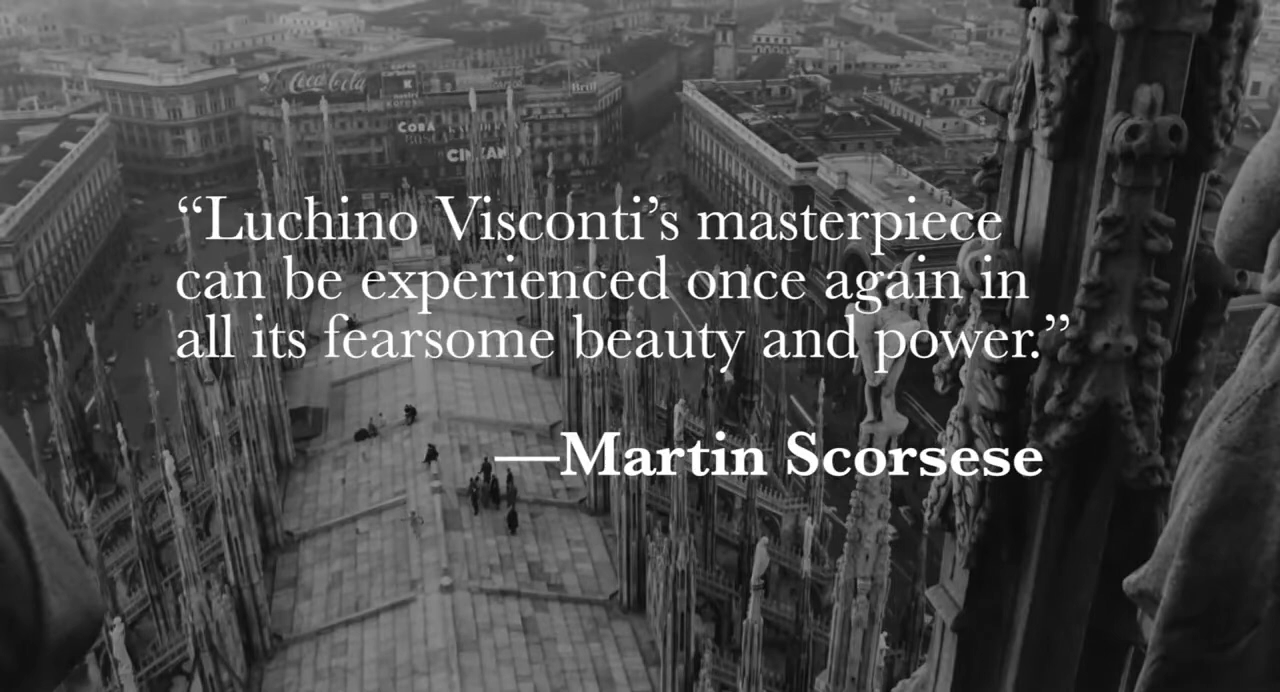 Coca-Cola
Brill
CORA
CINZANO
“Luchino Visconti’s masterpiece
can be experienced once again in
all its fearsome beauty and power.”
—Martin Scorsese